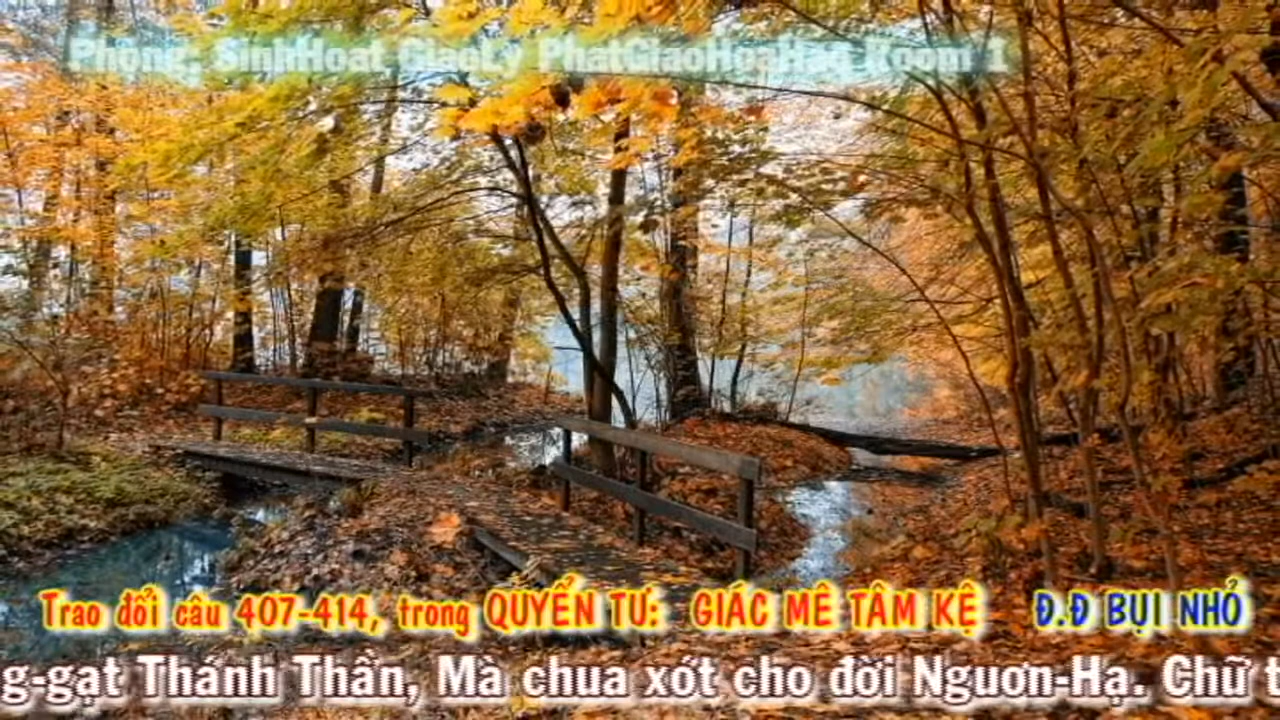 Phong: SinhHoat GiaoLy PhatGiaoHoaHao Room 1
Trao đổi câu 407-414, trong QUYỂN TƯ: GIÁC MÊ TÂM KỆ Đ.Đ BỤI NHỎ
g-gạt Thánh Thần, Mà chua xót cho đời Nguơn-Hạ. Chữ t